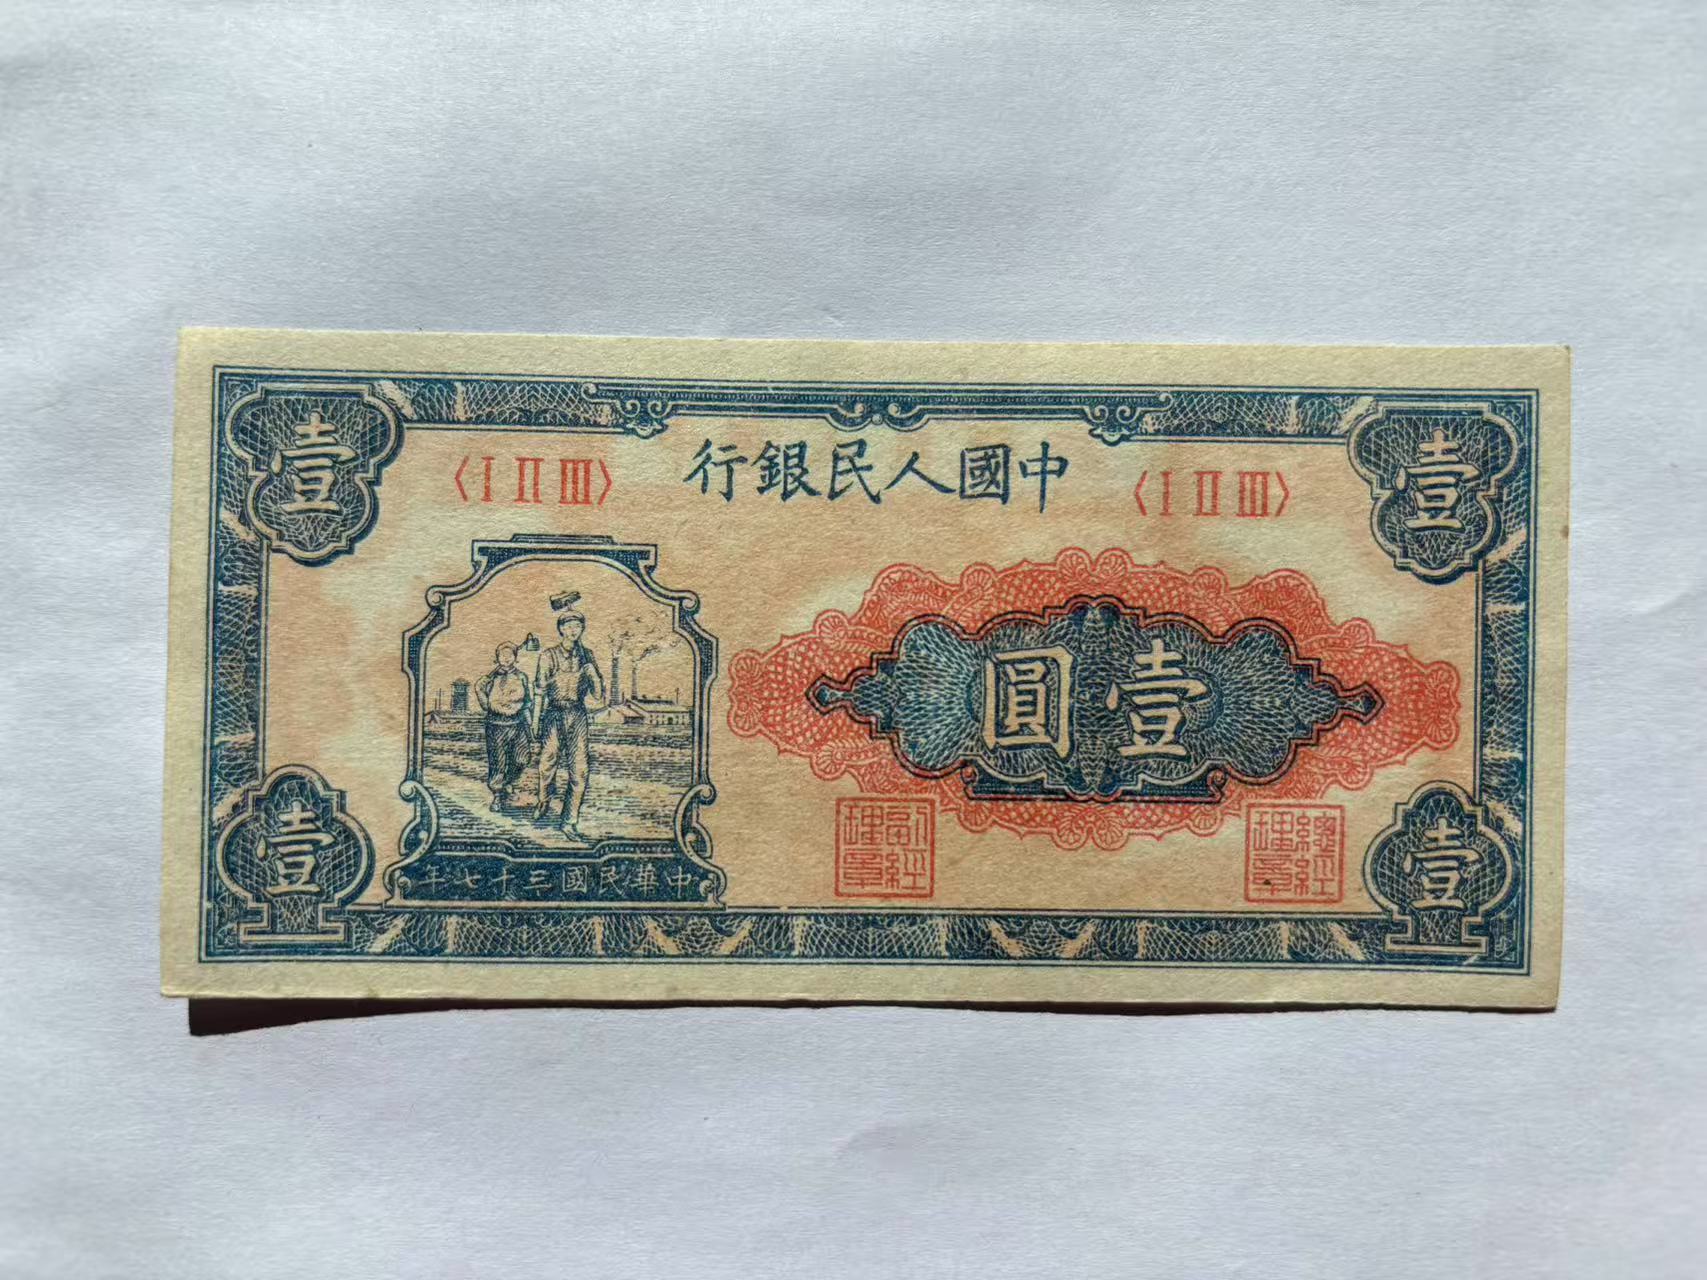 壹
壹
〈Ⅰ Ⅱ Ⅲ〉
中國人民銀行
〈Ⅰ Ⅱ Ⅲ〉
壹圓
中華民國三十七年
總經理章
副經理章
壹
壹